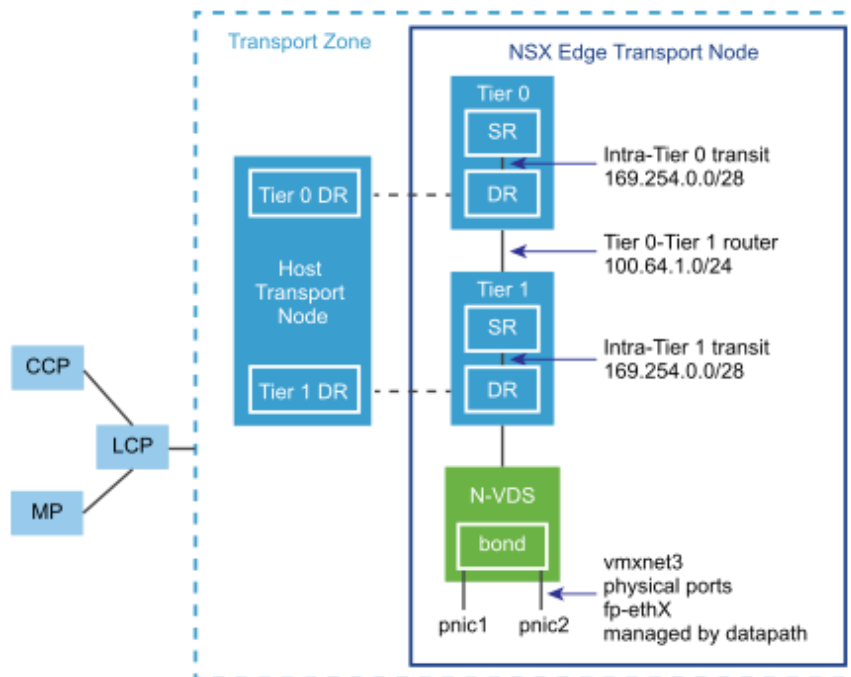 Transport Zone
NSX Edge Transport Node
Tier 0
SR
DR
Intra-Tier 0 transit
169.254.0.0/28
Tier 0 DR
Host
Transport
Node
Tier 1 DR
Tier 0-Tier 1 router
100.64.1.0/24
Tier 1
SR
DR
Intra-Tier 1 transit
169.254.0.0/28
CCP
LCP
MP
N-VDS
bond
pnic1
pnic2
vmxnet3
physical ports
fp-ethX
managed by datapath